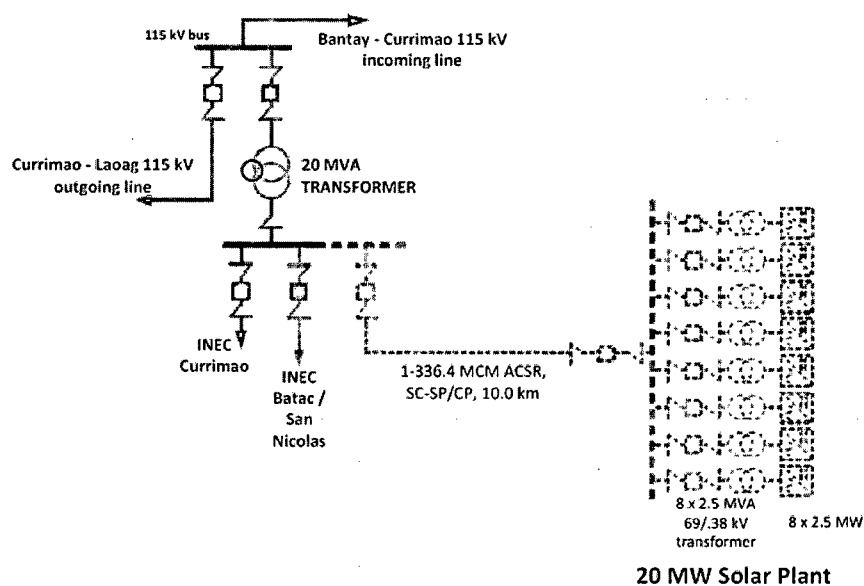 115 kV bus
Bantay - Currimao 115 kV
incoming line
Currimao - Laoag 115 kV
outgoing line
20 MVA
TRANSFORMER
INEC
Currimao
INEC
Batac /
San
Nicolas
1-336.4 MCM ACSR,
SC-SP/CP, 10.0 km
8 x 2.5 MVA
69/.38 kV
transformer
8 x 2.5 MW
20 MW Solar Plant